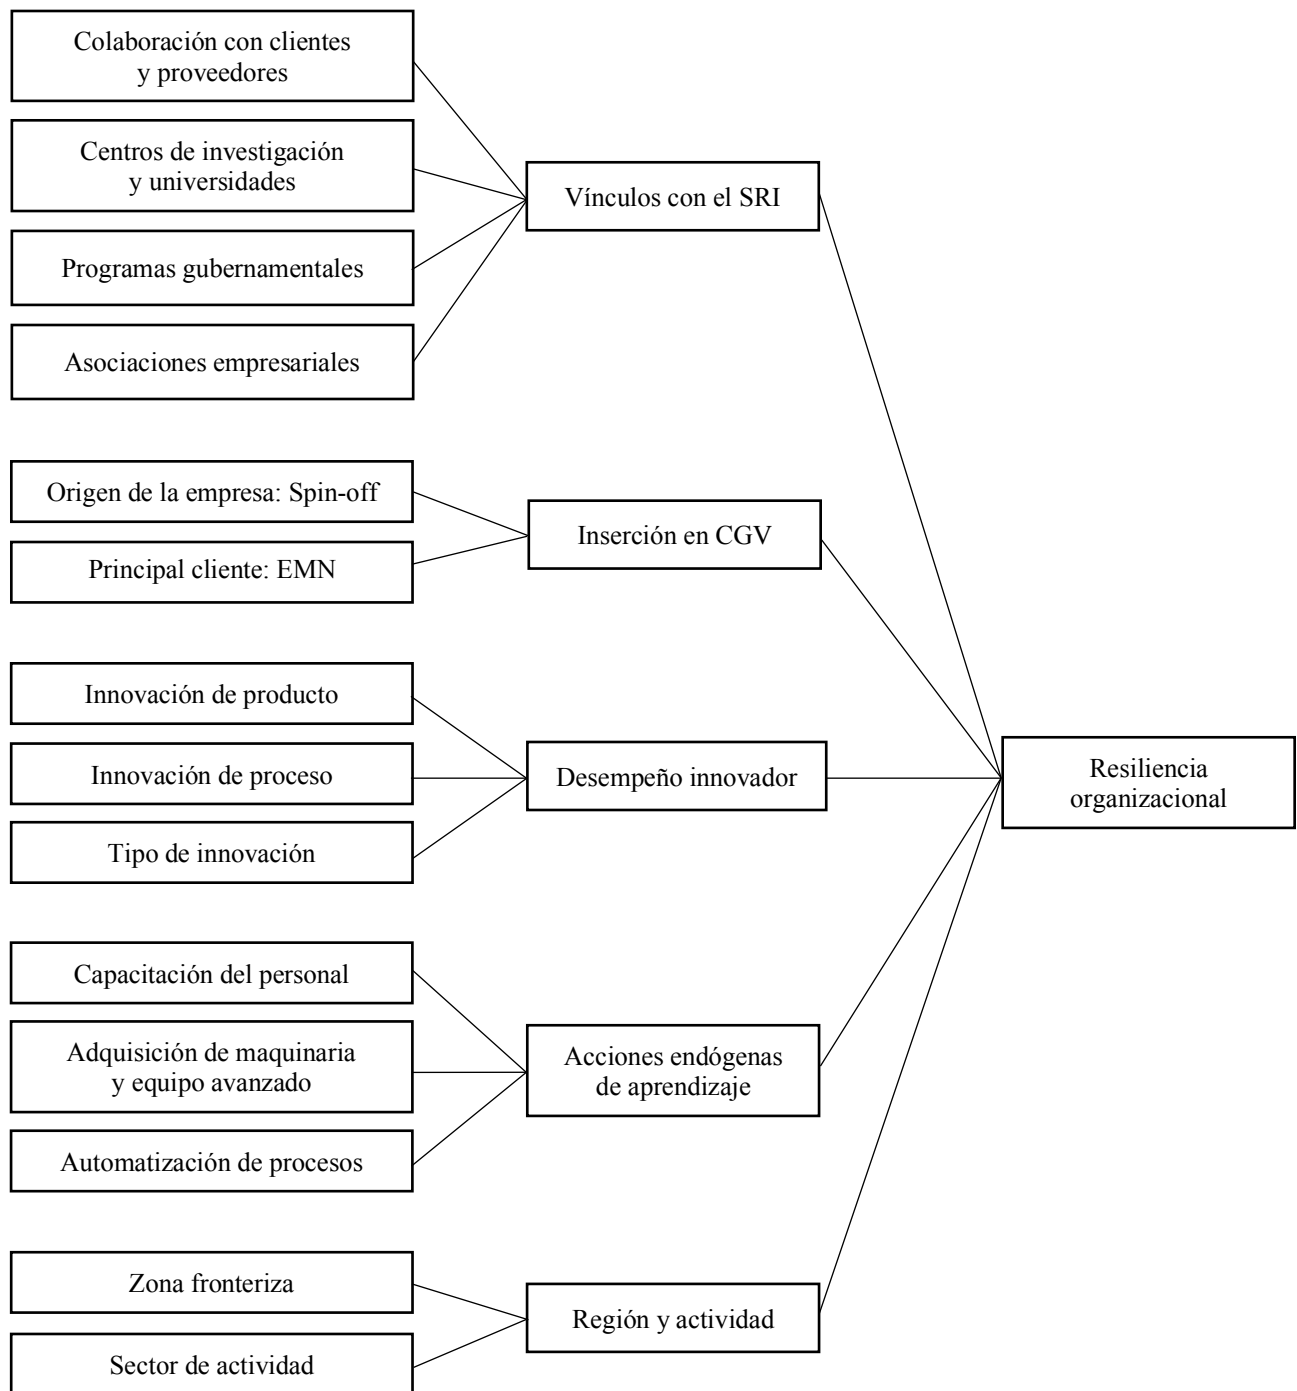 Colaboración con clientes
y proveedores
Centros de investigación
y universidades
Programas gubernamentales
Asociaciones empresariales
Vínculos con el SRI
Origen de la empresa: Spin-off
Principal cliente: EMN
Inserción en CGV
Innovación de producto
Innovación de proceso
Tipo de innovación
Desempeño innovador
Capacitación del personal
Adquisición de maquinaria
y equipo avanzado
Automatización de procesos
Acciones endógenas
de aprendizaje
Zona fronteriza
Sector de actividad
Región y actividad
Resiliencia
organizacional